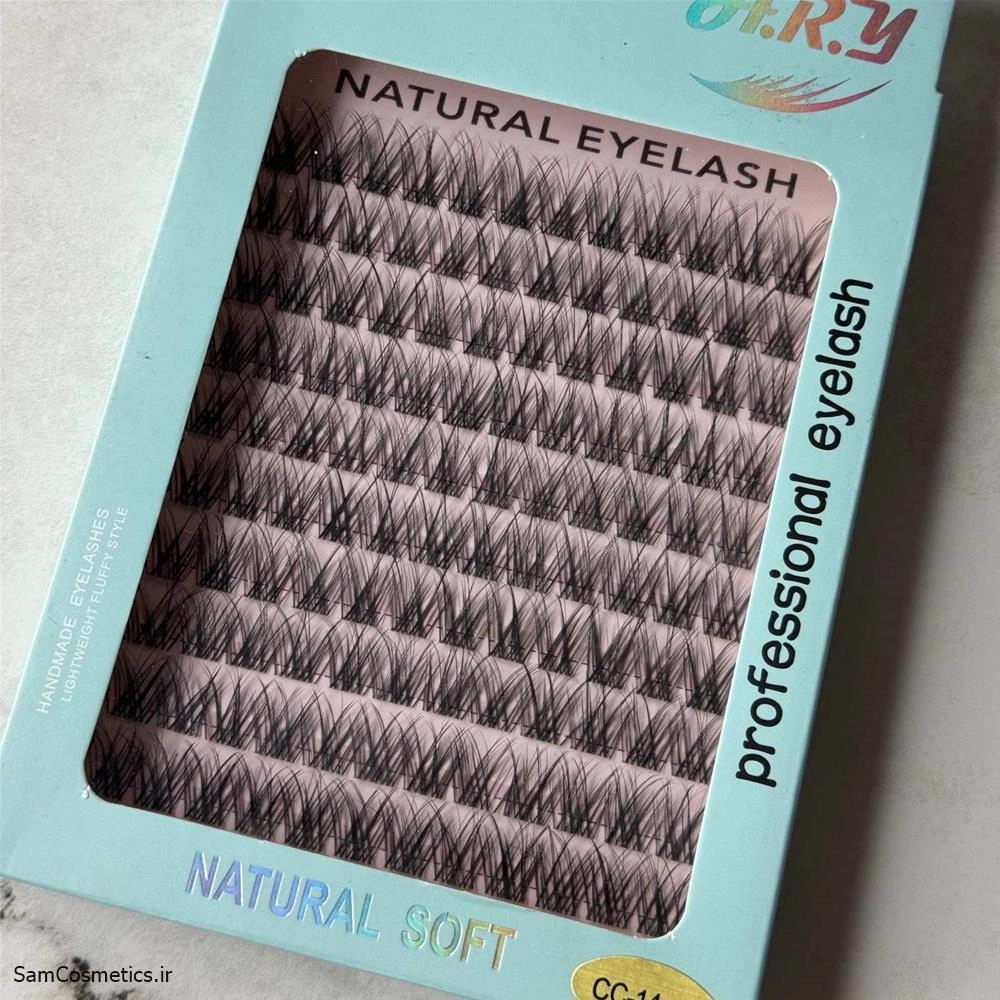 H.R.Y
NATURAL EYELASH
professional eyelash
HANDMADE EYELASHES
LIGHTWEIGHT FLUFFY STYLE
NATURAL SOFT
SamCosmetics.ir